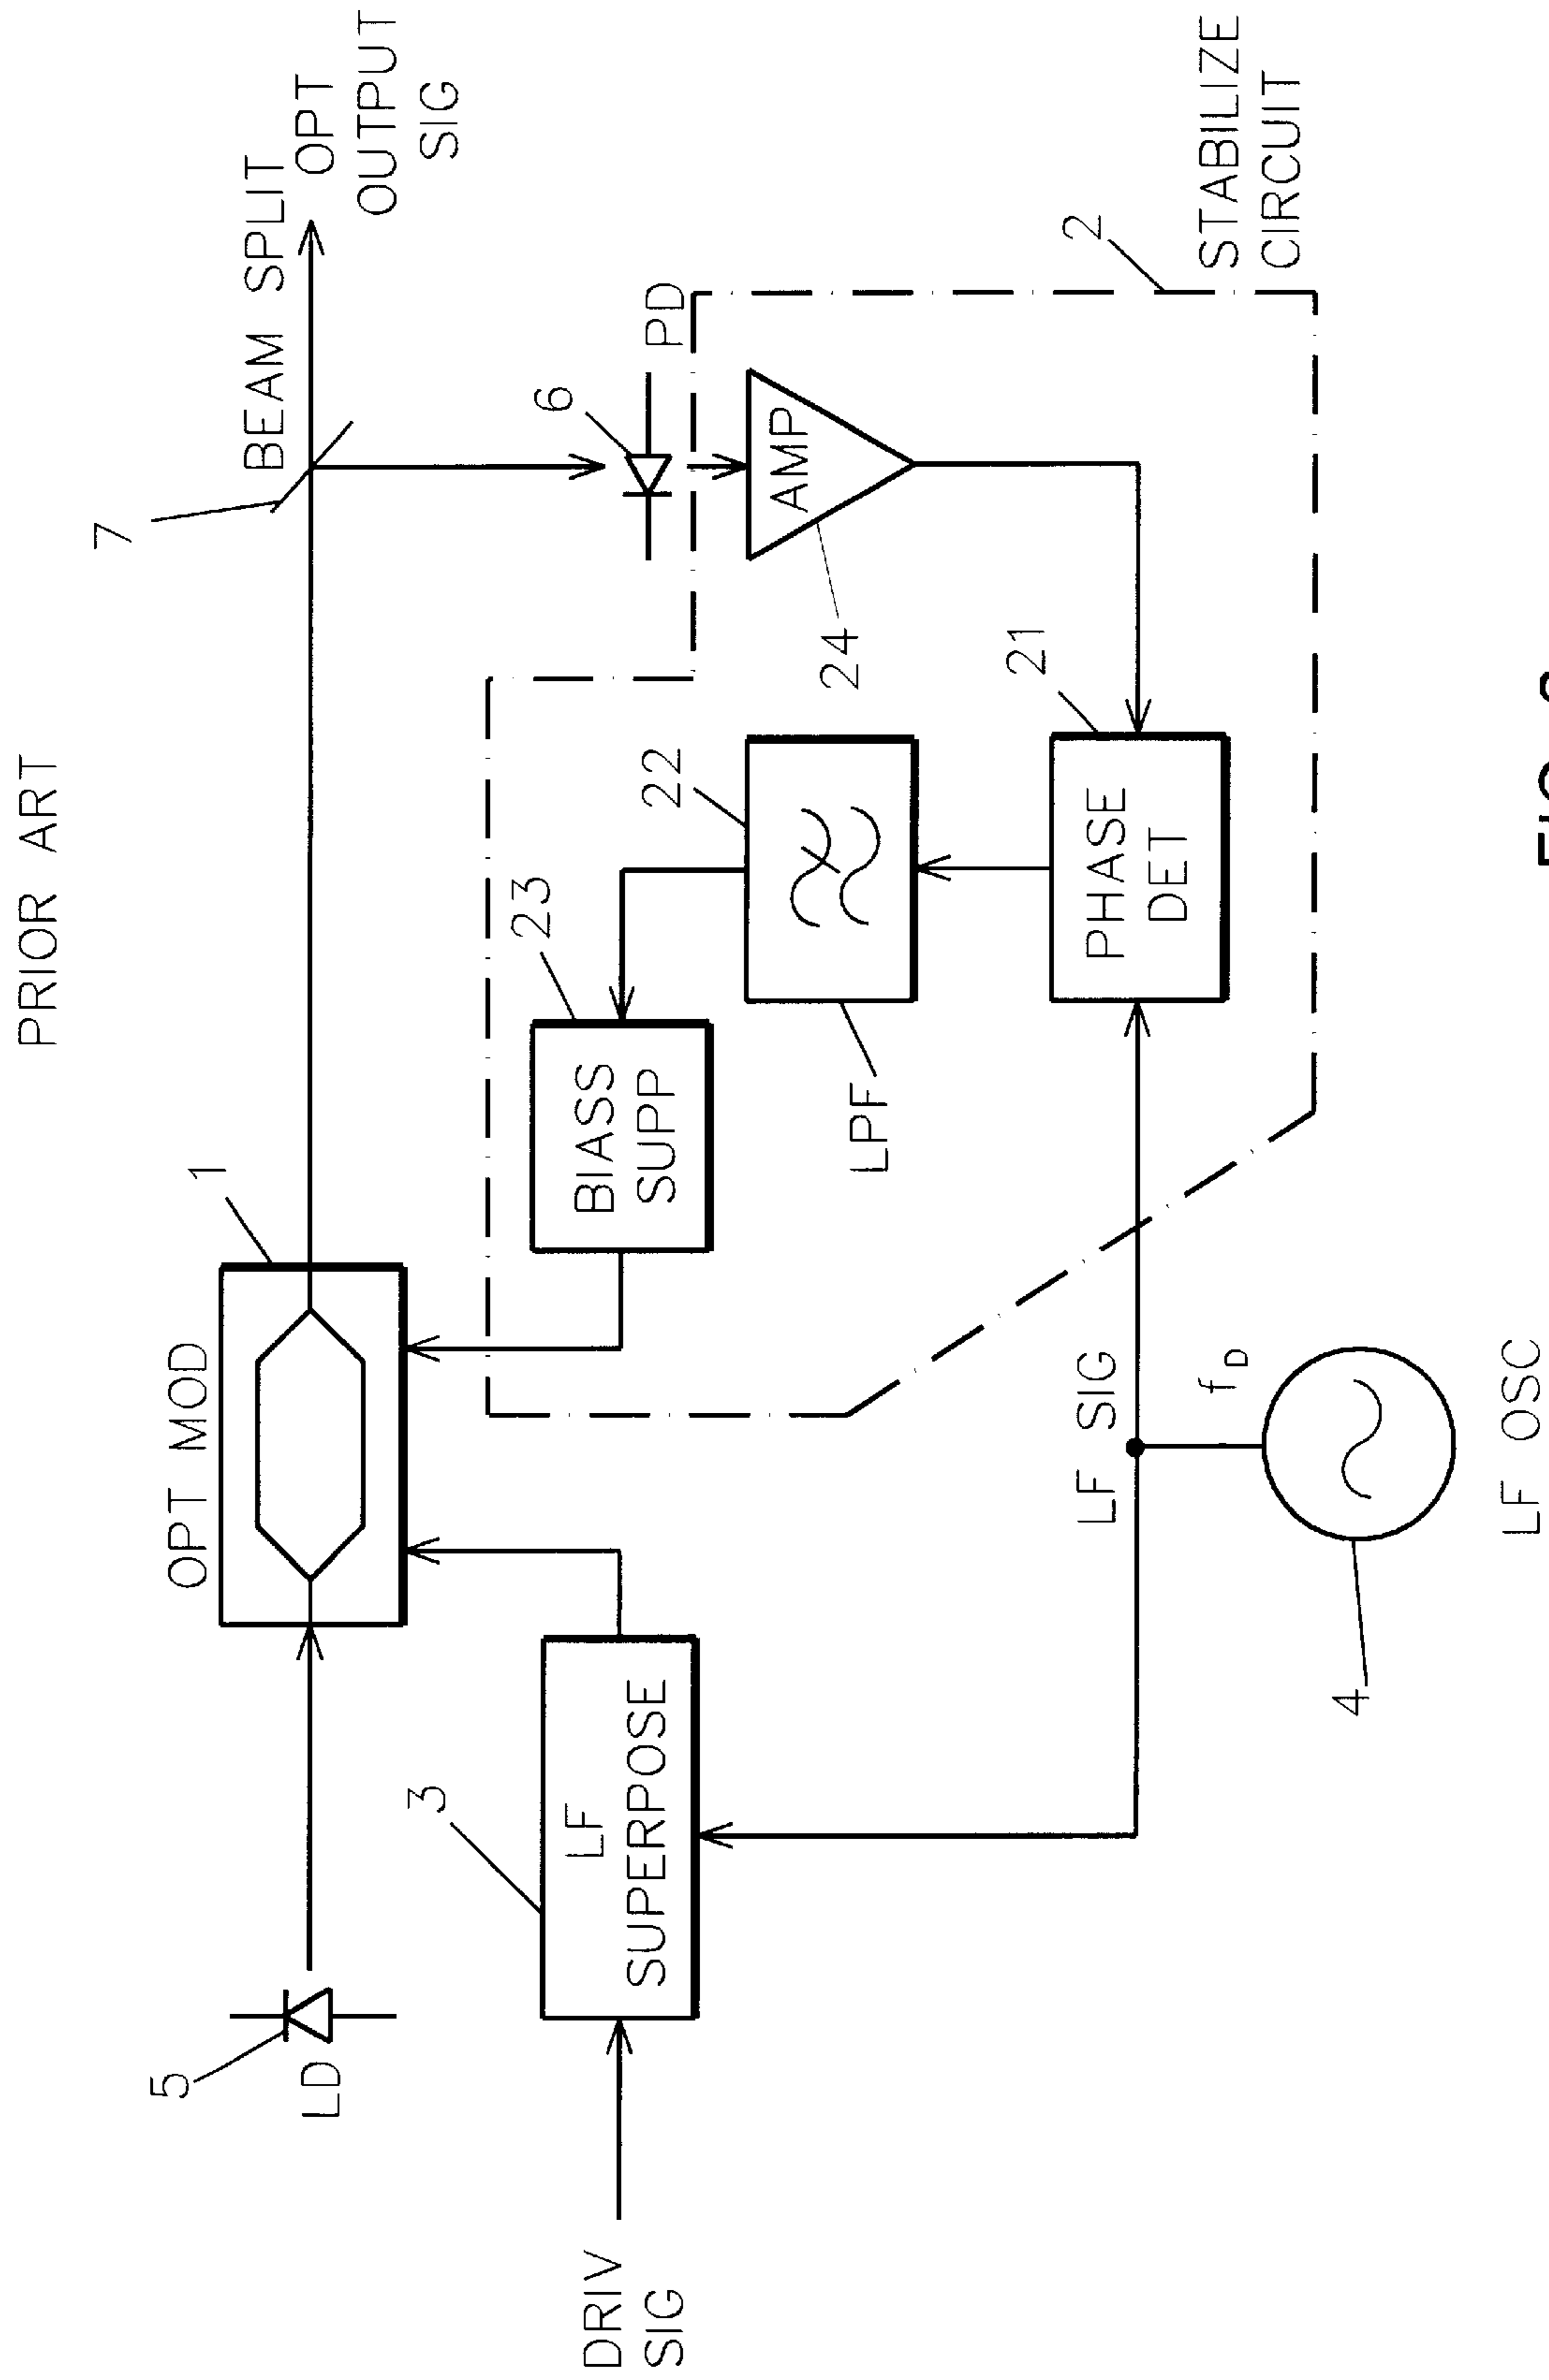 PRIOR ART
7
BEAM SPLIT
OPT
OUTPUT
SIG
OPT MOD
1
5
LD
6
PD
3
LF
SUPERPOSE
DRIV
SIG
23
BIASS
SUPP
22
LPF
AMP
24
2
STABILIZE
CIRCUIT
21
PHASE
DET
LF SIG
fD
4
LF OSC